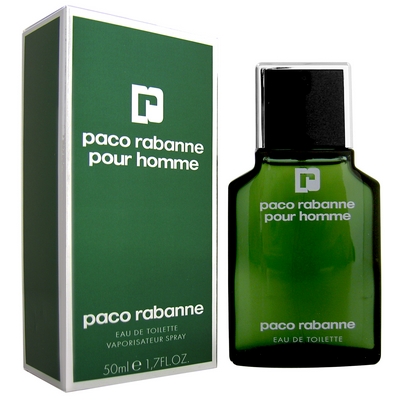 paco rabanne
pour homme
paco rabanne
EAU DE TOILETTE
VAPORISATEUR SPRAY
50ml e 1,7FL.OZ.
paco rabanne
pour homme
paco rabanne
EAU DE TOILETTE